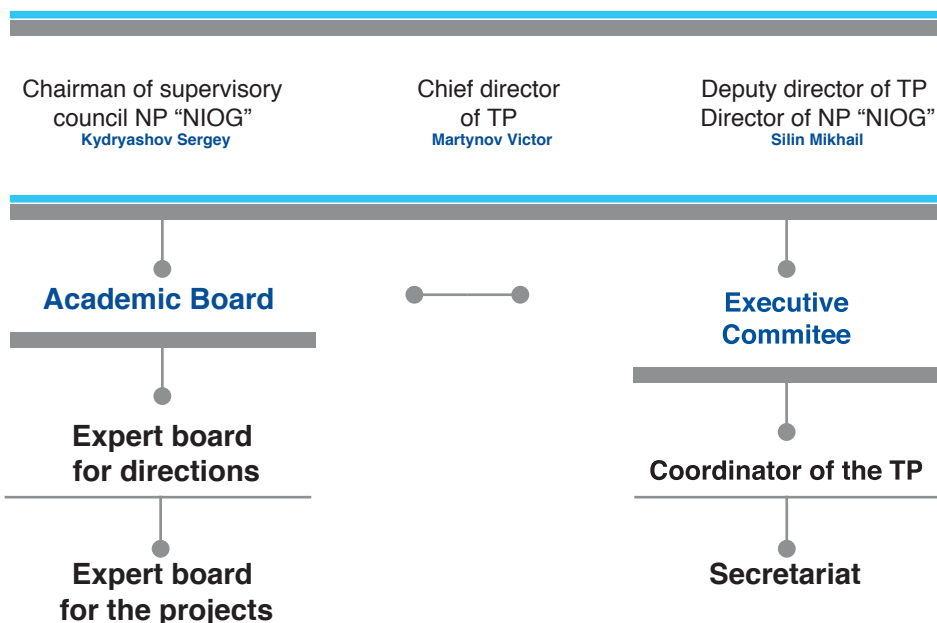 Chairman of supervisory
council NP “NIOG”
Kydryashov Sergey
Chief director
of TP
Martynov Victor
Deputy director of TP
Director of NP “NIOG”
Silin Mikhail
Academic Board
Executive
Commitee
Expert board
for directions
Coordinator of the TP
Expert board
for the projects
Secretariat